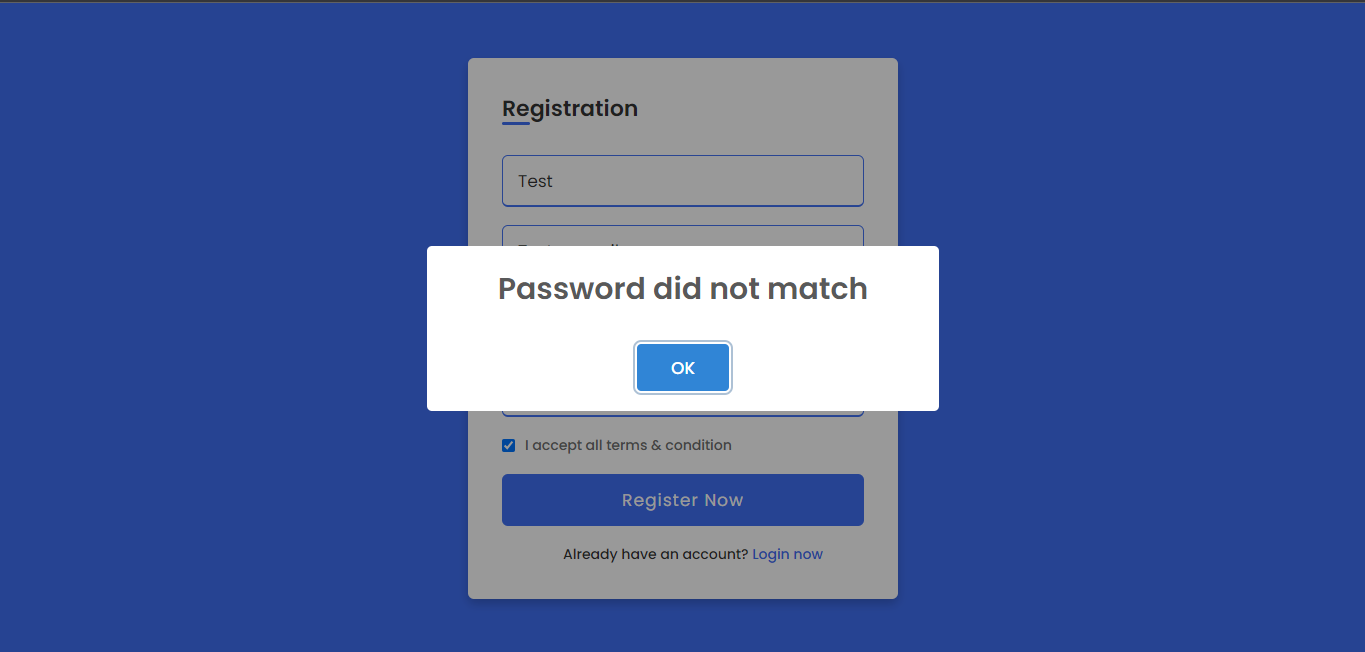 Registration
Test
Password did not match
OK
I accept all terms & condition
Register Now
Already have an account? Login now